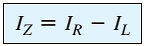 I_Z = I_R − I_L